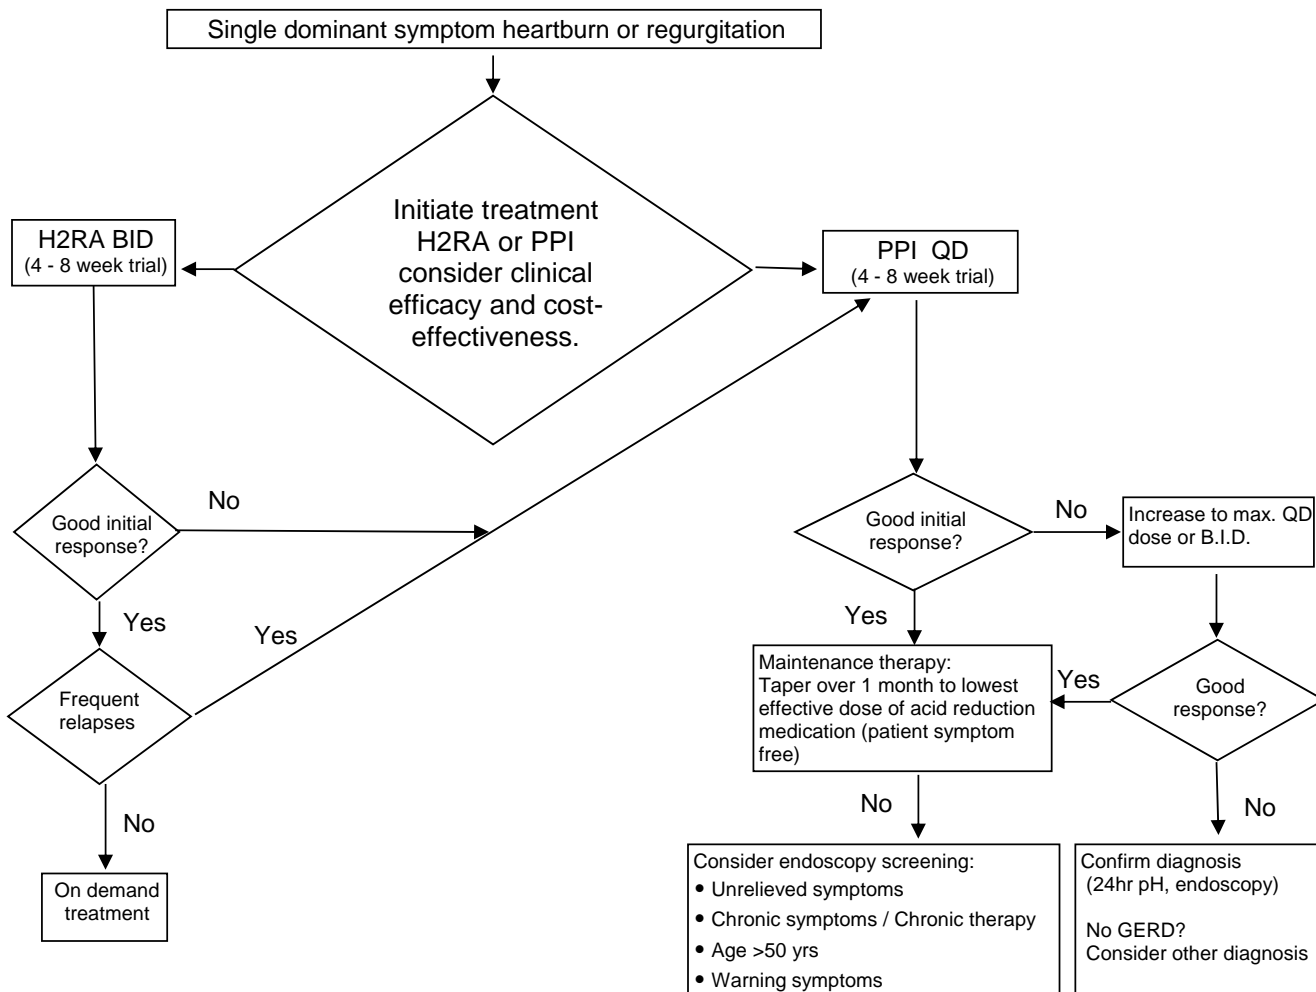 Single dominant symptom heartburn or regurgitation
Initiate treatment
H2RA or PPI
consider clinical
efficacy and cost-
effectiveness.
H2RA BID
(4 - 8 week trial)
PPI QD
(4 - 8 week trial)
Good initial
response?
No
Yes
Frequent
relapses
Yes
No
On demand
treatment
Good initial
response?
No
Increase to max. QD
dose or B.I.D.
Yes
Maintenance therapy:
Taper over 1 month to lowest
effective dose of acid reduction
medication (patient symptom
free)
Yes
Good
response?
No
No
Consider endoscopy screening:
• Unrelieved symptoms
• Chronic symptoms / Chronic therapy
• Age >50 yrs
• Warning symptoms
Confirm diagnosis
(24hr pH, endoscopy)
No GERD?
Consider other diagnosis